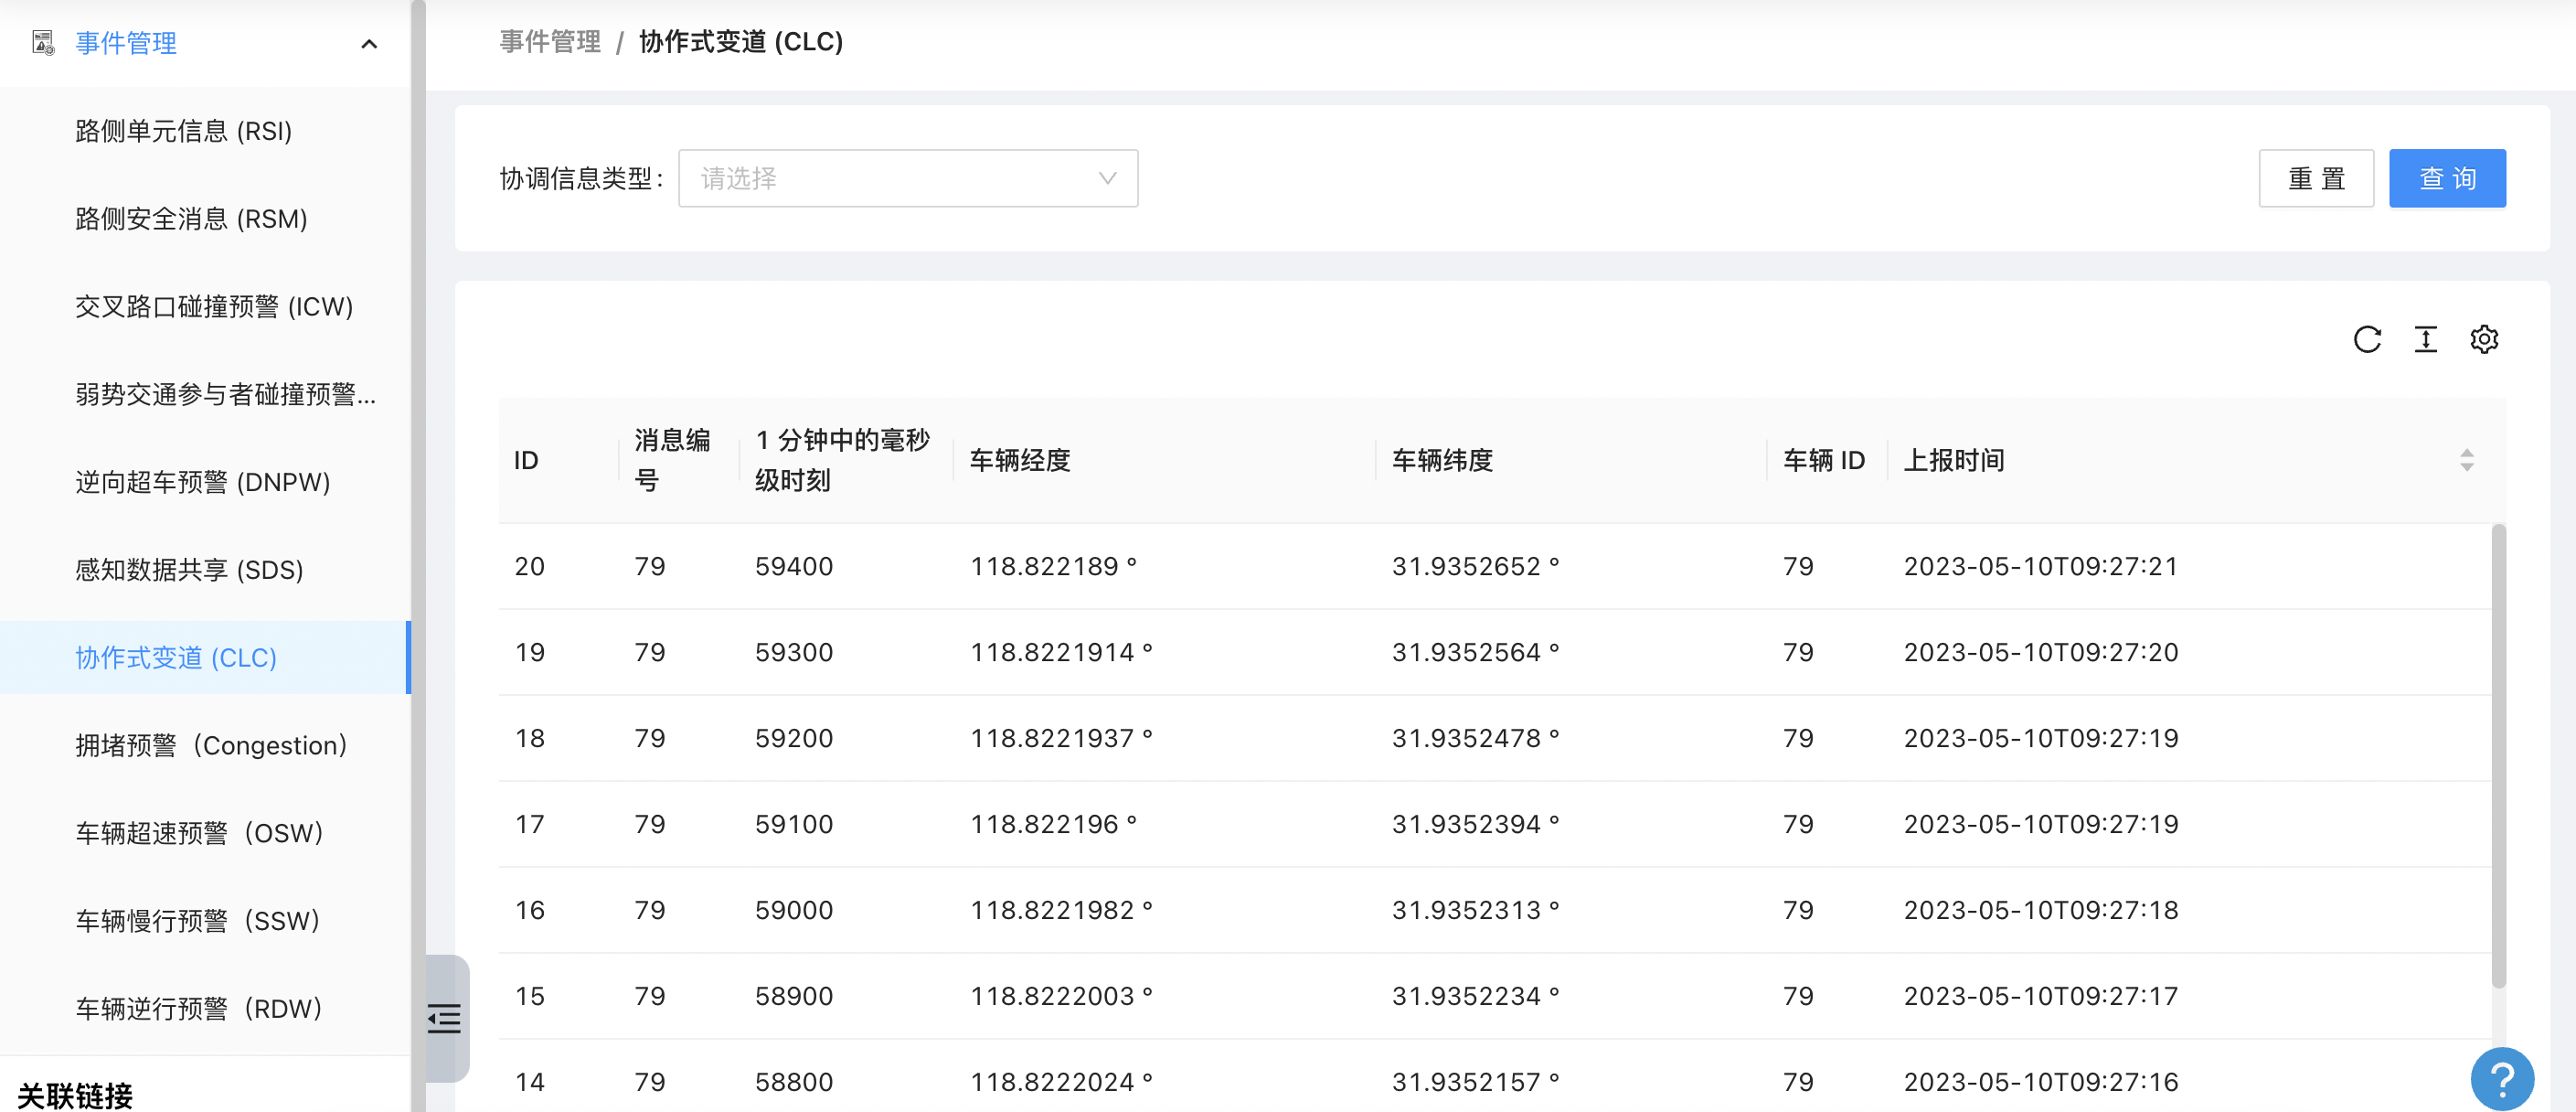 事件管理
路侧单元信息 (RSI)
路侧安全消息 (RSM)
交叉路口碰撞预警 (ICW)
弱势交通参与者碰撞预警...
逆向超车预警 (DNPW)
感知数据共享 (SDS)
协作式变道 (CLC)
拥堵预警（Congestion）
车辆超速预警（OSW）
车辆慢行预警（SSW）
车辆逆行预警（RDW）
关联链接
事件管理 / 协作式变道 (CLC)
协调信息类型: 请选择 重 置 查 询
ID 消息编号 1 分钟中的毫秒级时刻 车辆经度 车辆纬度 车辆 ID 上报时间
20 79 59400 118.822189 ° 31.9352652 ° 79 2023-05-10T09:27:21
19 79 59300 118.8221914 ° 31.9352564 ° 79 2023-05-10T09:27:20
18 79 59200 118.8221937 ° 31.9352478 ° 79 2023-05-10T09:27:19
17 79 59100 118.822196 ° 31.9352394 ° 79 2023-05-10T09:27:19
16 79 59000 118.8221982 ° 31.9352313 ° 79 2023-05-10T09:27:18
15 79 58900 118.8222003 ° 31.9352234 ° 79 2023-05-10T09:27:17
14 79 58800 118.8222024 ° 31.9352157 ° 79 2023-05-10T09:27:16
?